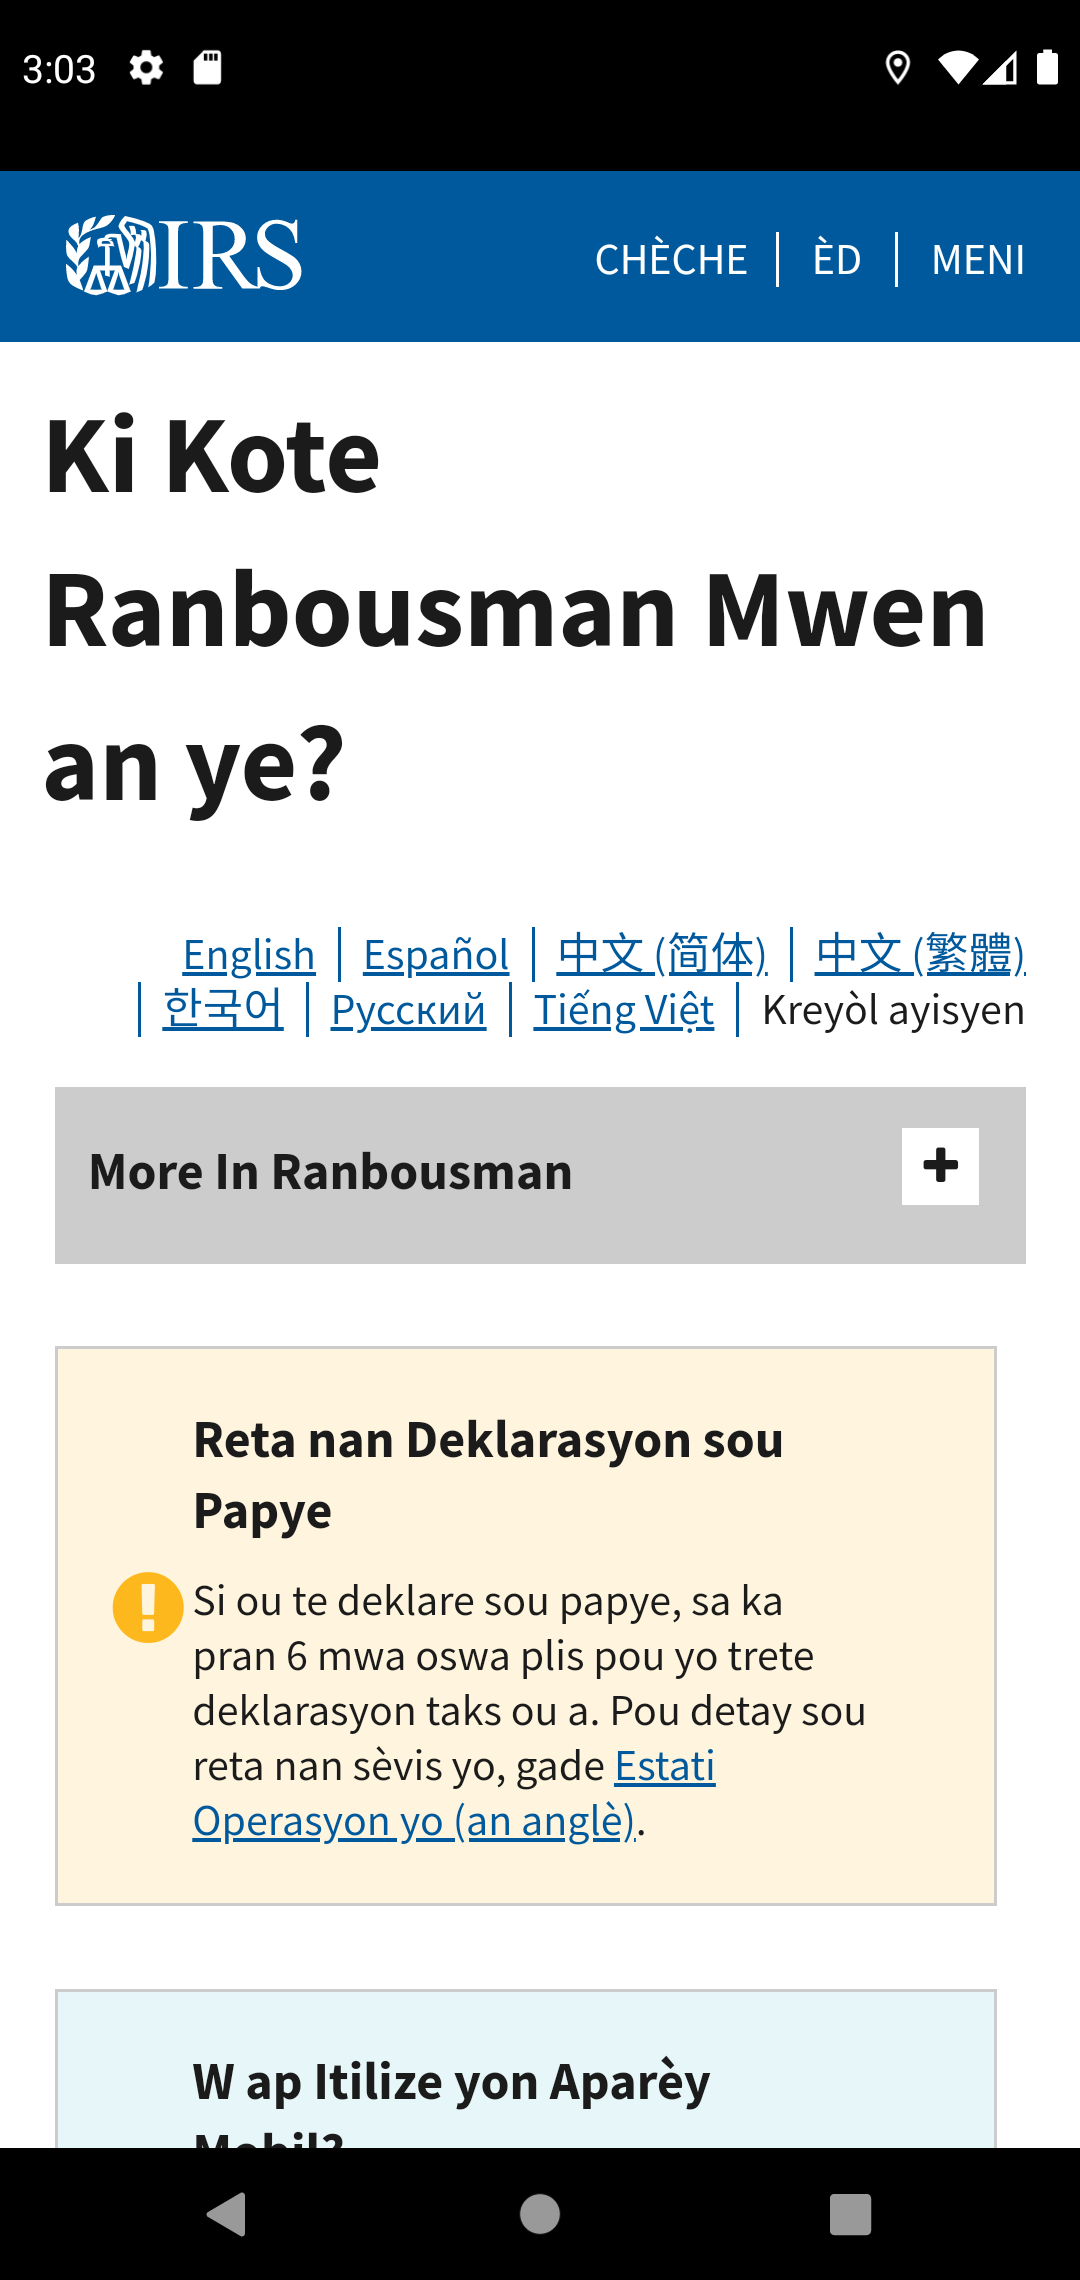 3:03
IRS
CHÈCHE | ÈD | MENI
Ki Kote
Ranbousman Mwen
an ye?
English | Español | 中文 (简体) | 中文 (繁體)
| 한국어 | Русский | Tiếng Việt | Kreyòl ayisyen
More In Ranbousman
Reta nan Deklarasyon sou
Papye
Si ou te deklare sou papye, sa ka
pran 6 mwa oswa plis pou yo trete
deklarasyon taks ou a. Pou detay sou
reta nan sèvis yo, gade Estati
Operasyon yo (an anglè).
W ap Itilize yon Aparèy
Mobil?